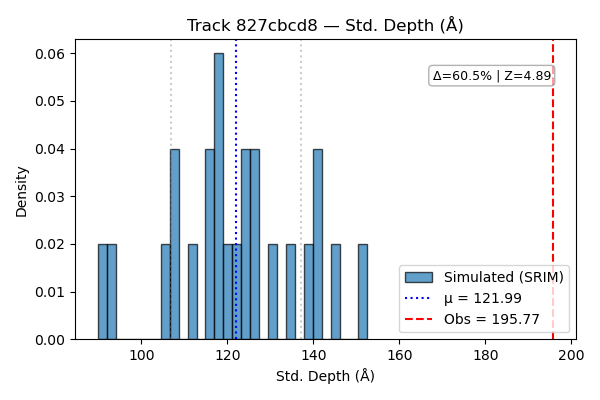 Track 827cbcd8 — Std. Depth (Å)
Δ=60.5% | Z=4.89
Density
0.06
0.05
0.04
0.03
0.02
0.01
0.00
Simulated (SRIM)
μ = 121.99
Obs = 195.77
100 120 140 160 180 200
Std. Depth (Å)